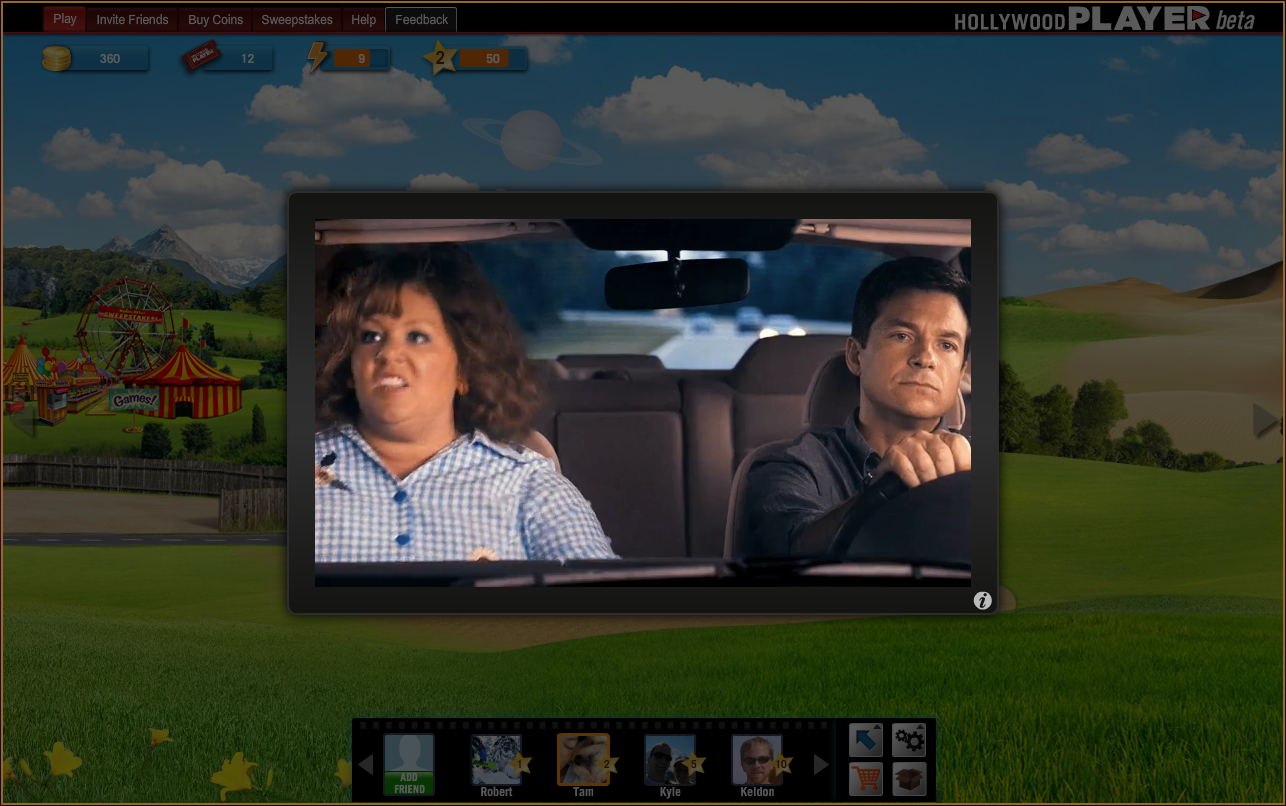 Play Invite Friends Buy Coins Sweepstakes Help Feedback
HOLLYWOOD PLAYER beta
360 12 9 2 50
PLAYER
SWEEPSTAKES
Games!
i
1 2 5 10
ADD
FRIEND
Robert Tam Kyle Keldon